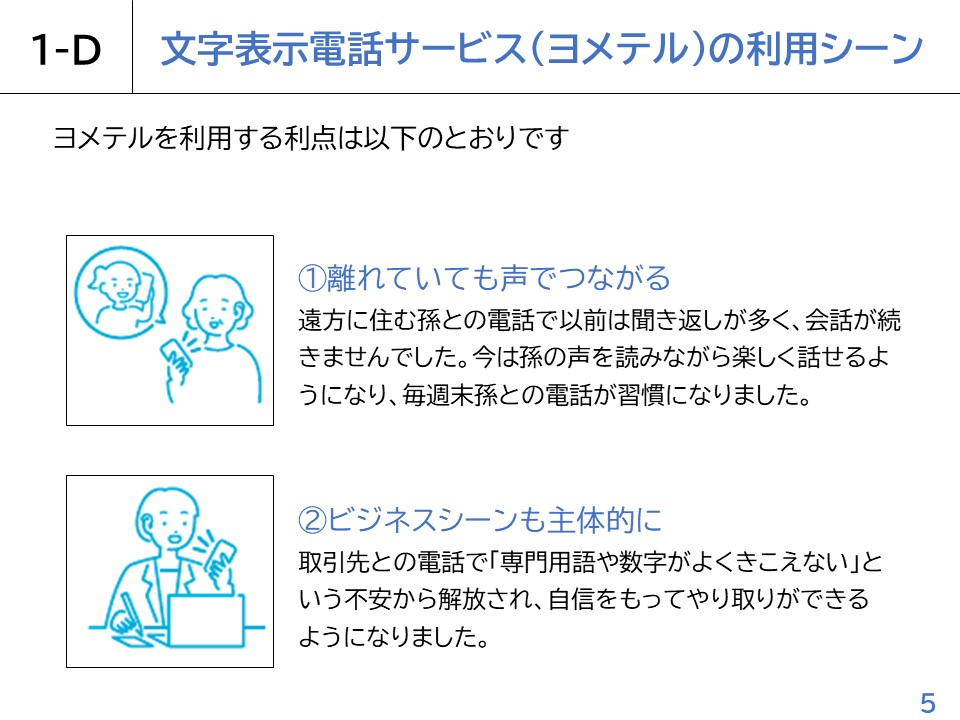 1-D
文字表示電話サービス(ヨメテル)の利用シーン
ヨメテルを利用する利点は以下のとおりです
①離れていても声でつながる
遠方に住む孫との電話で以前は聞き返しが多く、会話が続
きませんでした。今は孫の声を読みながら楽しく話せるよ
うになり、毎週末孫との電話が習慣になりました。
②ビジネスシーンも主体的に
取引先との電話で「専門用語や数字がよくきこえない」と
いう不安から解放され、自信をもってやり取りができる
ようになりました。
5